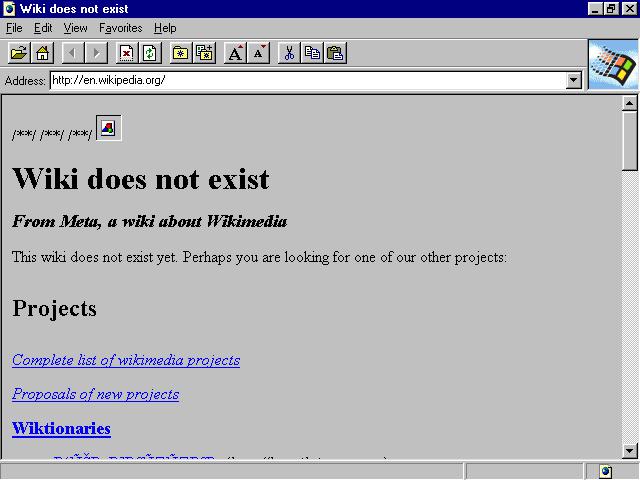 Wiki does not exist
File Edit View Favorites Help
Address: http://en.wikipedia.org/
/**/ /**/ /**/
Wiki does not exist
From Meta, a wiki about Wikimedia
This wiki does not exist yet. Perhaps you are looking for one of our other projects:
Projects
Complete list of wikimedia projects
Proposals of new projects
Wiktionaries